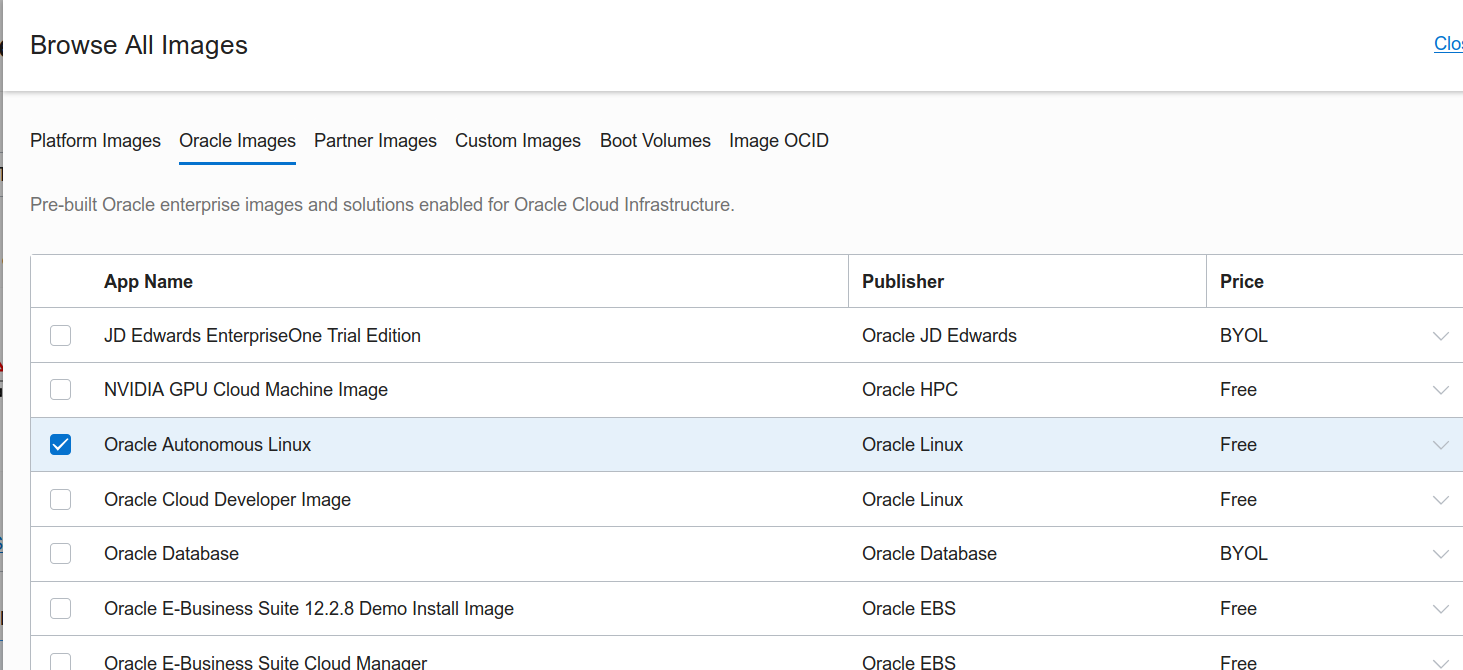 Browse All Images
Platform Images Oracle Images Partner Images Custom Images Boot Volumes Image OCID
Pre-built Oracle enterprise images and solutions enabled for Oracle Cloud Infrastructure.
App Name Publisher Price
JD Edwards EnterpriseOne Trial Edition Oracle JD Edwards BYOL
NVIDIA GPU Cloud Machine Image Oracle HPC Free
Oracle Autonomous Linux Oracle Linux Free
Oracle Cloud Developer Image Oracle Linux Free
Oracle Database Oracle Database BYOL
Oracle E-Business Suite 12.2.8 Demo Install Image Oracle EBS Free
Oracle E-Business Suite Cloud Manager Oracle EBS Free